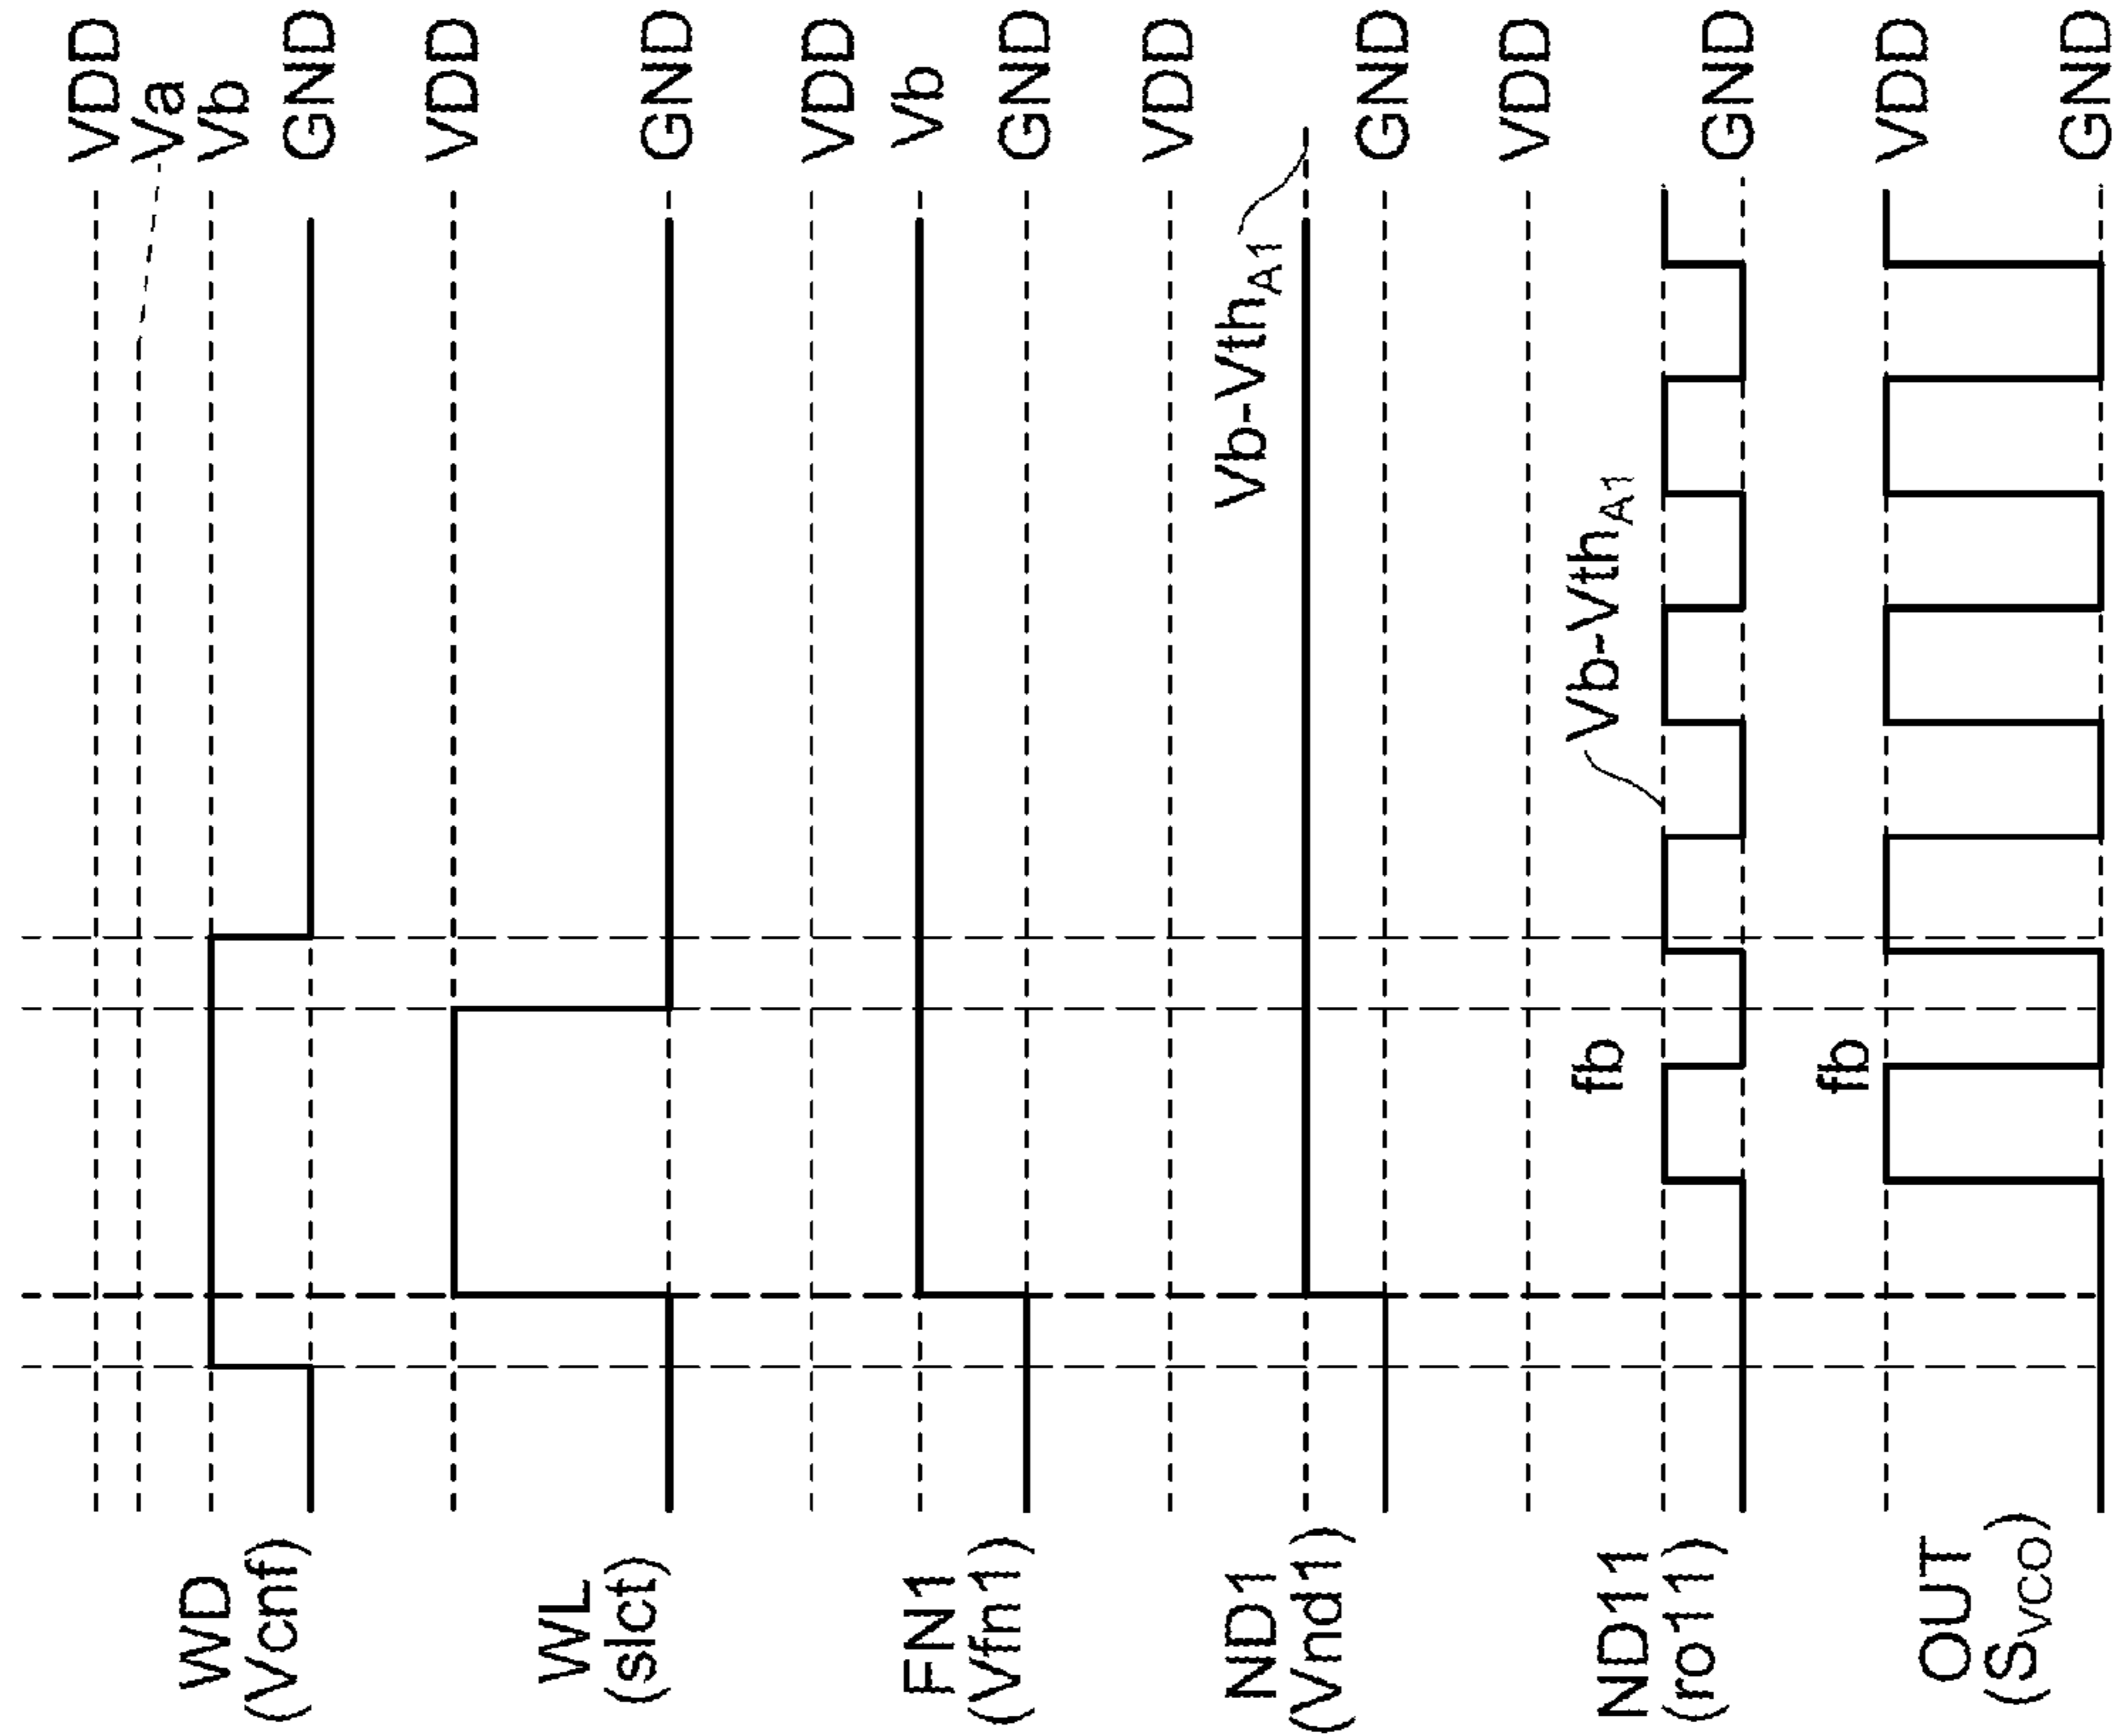 WD
(Vcnf)
VDD
Va
Vb
GND
WL
(slct)
VDD
GND
FN1
(Vfn1)
VDD
Vb
GND
ND1
(Vnd1)
VDD
Vb-VthA1
GND
ND11
(ro11)
fb
Vb-VthA1
VDD
GND
OUT
(SVCO)
fb
VDD
GND